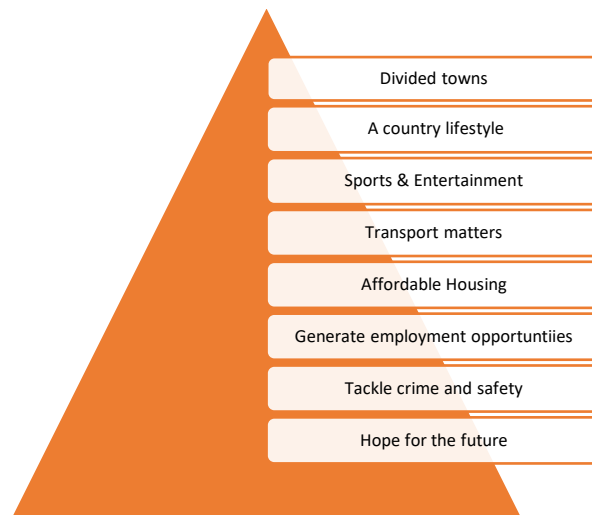 Divided towns
A country lifestyle
Sports & Entertainment
Transport matters
Affordable Housing
Generate employment opportuntiies
Tackle crime and safety
Hope for the future